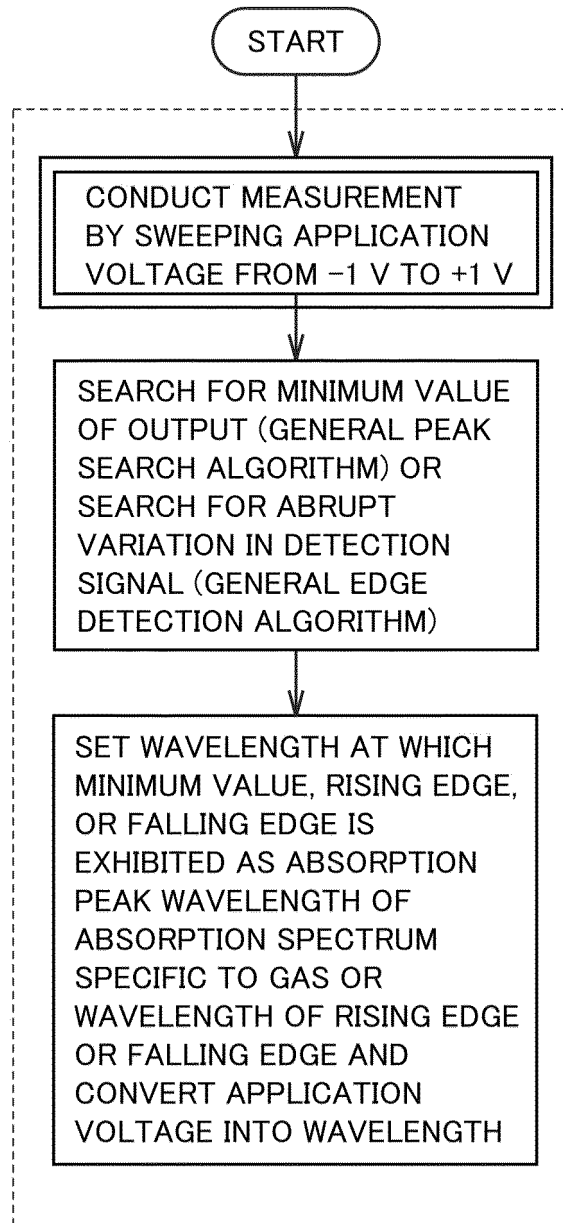 START
CONDUCT MEASUREMENT
BY SWEEPING APPLICATION
VOLTAGE FROM −1 V TO +1 V
SEARCH FOR MINIMUM VALUE
OF OUTPUT (GENERAL PEAK
SEARCH ALGORITHM) OR
SEARCH FOR ABRUPT
VARIATION IN DETECTION
SIGNAL (GENERAL EDGE
DETECTION ALGORITHM)
SET WAVELENGTH AT WHICH
MINIMUM VALUE, RISING EDGE,
OR FALLING EDGE IS
EXHIBITED AS ABSORPTION
PEAK WAVELENGTH OF
ABSORPTION SPECTRUM
SPECIFIC TO GAS OR
WAVELENGTH OF RISING EDGE
OR FALLING EDGE AND
CONVERT APPLICATION
VOLTAGE INTO WAVELENGTH